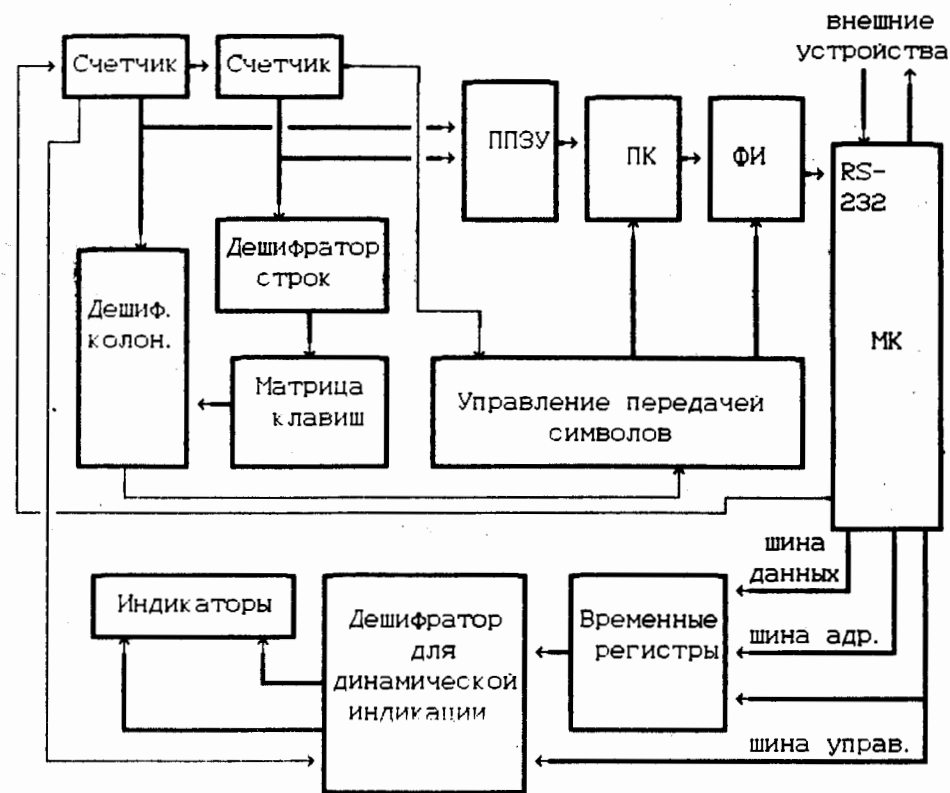 внешние
устройства
Счетчик
Счетчик
ППЗУ
ПК
ФИ
RS-
232
МК
Дешифратор
строк
Дешиф.
колон.
Матрица
клавиш
Управление передачей
символов
шина
данных
шина адр.
шина управ.
Индикаторы
Дешифратор
для
динамической
индикации
Временные
регистры